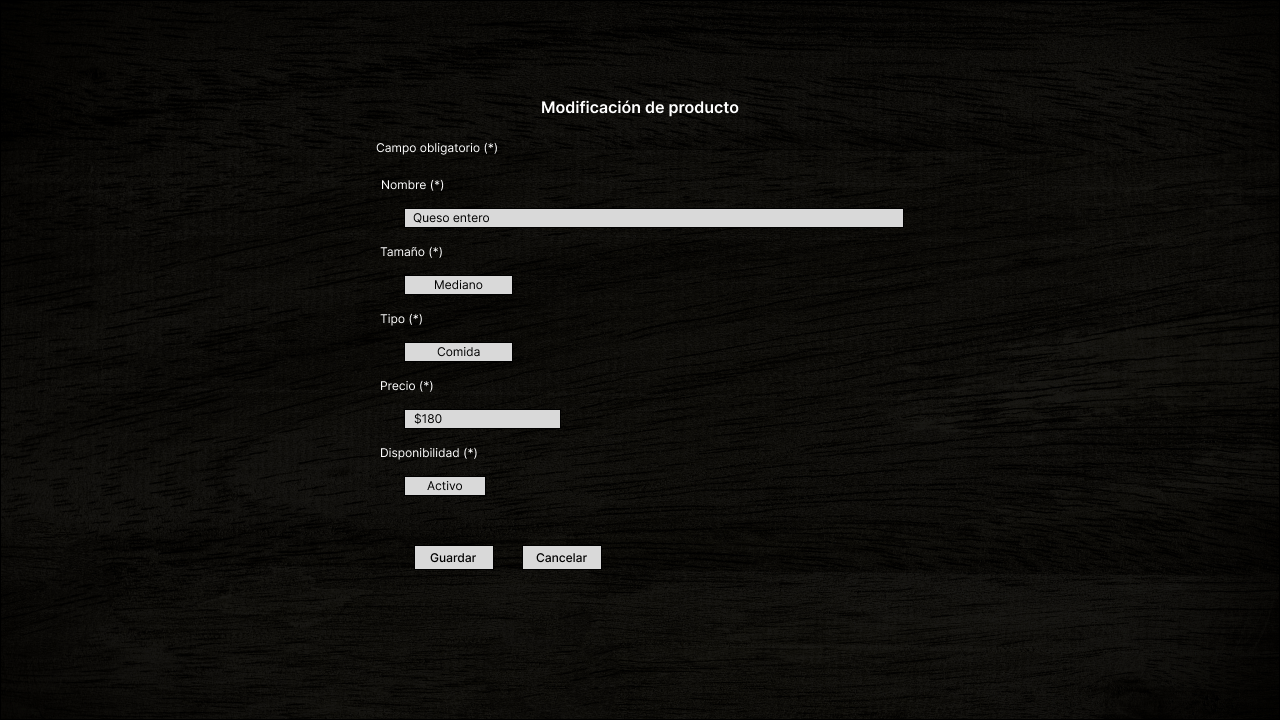 Modificación de producto
Campo obligatorio (*)
Nombre (*)
Queso entero
Tamaño (*)
Mediano
Tipo (*)
Comida
Precio (*)
$180
Disponibilidad (*)
Activo
Guardar Cancelar